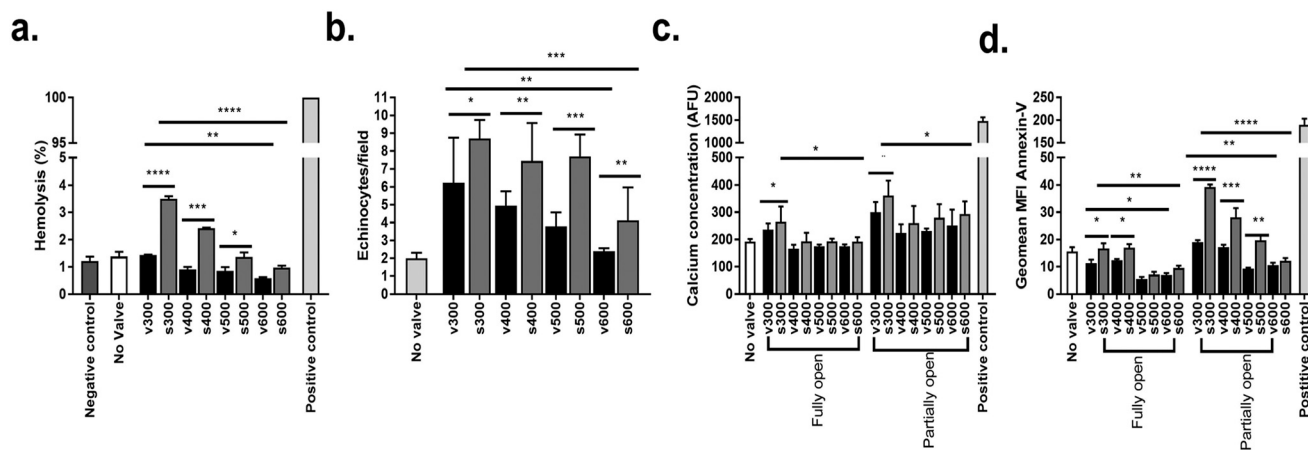 a.
Hemolysis (%)
100
95
5
4
3
2
1
0
****
**
****
***
*
Negative control
No Valve
v300
s300
v400
s400
v500
s500
v600
s600
Positive control
b.
Echinocytes/field
11
10
9
8
7
6
5
4
3
2
1
0
***
**
*
**
***
**
No valve
v300
s300
v400
s400
v500
s500
v600
s600
c.
Calcium concentration (AFU)
2000
1500
1000
500
400
300
200
100
0
*
*
*
No valve
v300
s300
v400
s400
v500
s500
v600
s600
Fully open
v300
s300
v400
s400
v500
s500
v600
s600
Partially open
Positive control
d.
Geomean MFI Annexin-V
250
200
150
100
50
40
30
20
10
0
****
**
****
***
**
**
*
*
*
No valve
v300
s300
v400
s400
v500
s500
v600
s600
Fully open
v300
s300
v400
s400
v500
s500
v600
s600
Partially open